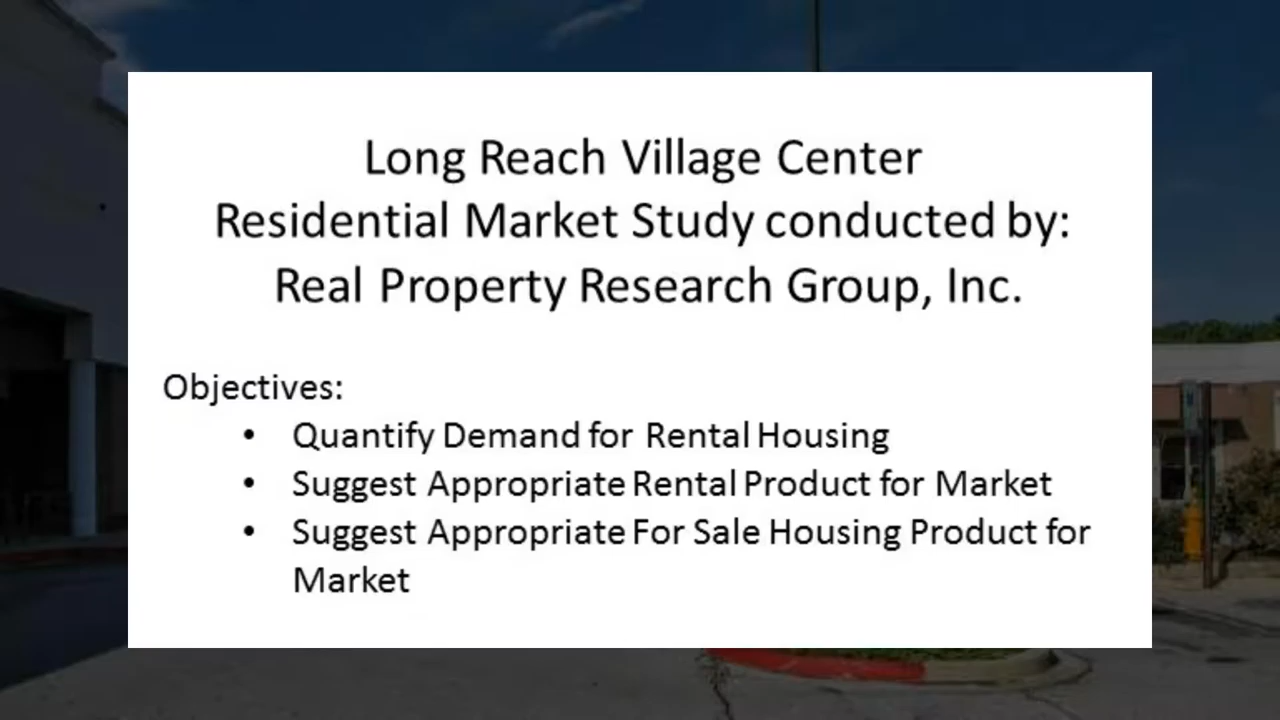 Long Reach Village Center
Residential Market Study conducted by:
Real Property Research Group, Inc.
Objectives:
• Quantify Demand for Rental Housing
• Suggest Appropriate Rental Product for Market
• Suggest Appropriate For Sale Housing Product for
Market